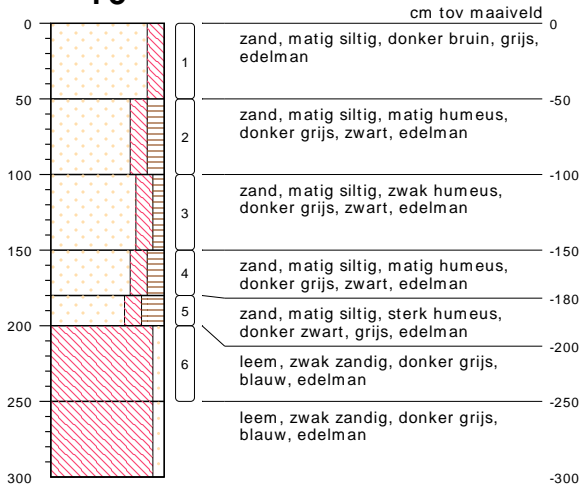 cm tov maaiveld
0
50
100
150
200
250
300
1
2
3
4
5
6
zand, matig siltig, donker bruin, grijs,
edelman
zand, matig siltig, matig humeus,
donker grijs, zwart, edelman
zand, matig siltig, zwak humeus,
donker grijs, zwart, edelman
zand, matig siltig, matig humeus,
donker grijs, zwart, edelman
zand, matig siltig, sterk humeus,
donker zwart, grijs, edelman
leem, zwak zandig, donker grijs,
blauw, edelman
leem, zwak zandig, donker grijs,
blauw, edelman
0
-50
-100
-150
-180
-200
-250
-300